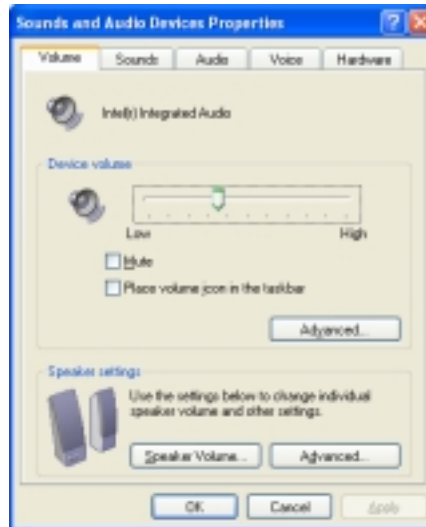 Sounds and Audio Devices Properties
Volume Sounds Audio Voice Hardware
Intel(r) Integrated Audio
Device volume
Low High
Mute
Place volume icon in the taskbar
Advanced...
Speaker settings
Use the settings below to change individual
speaker volume and other settings.
Speaker Volume... Advanced...
OK Cancel Apply